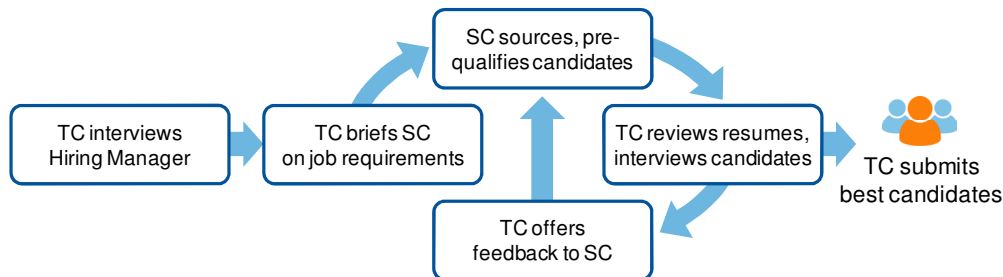 TC interviews
Hiring Manager
TC briefs SC
on job requirements
SC sources, pre-
qualifies candidates
TC reviews resumes,
interviews candidates
TC offers
feedback to SC
TC submits
best candidates